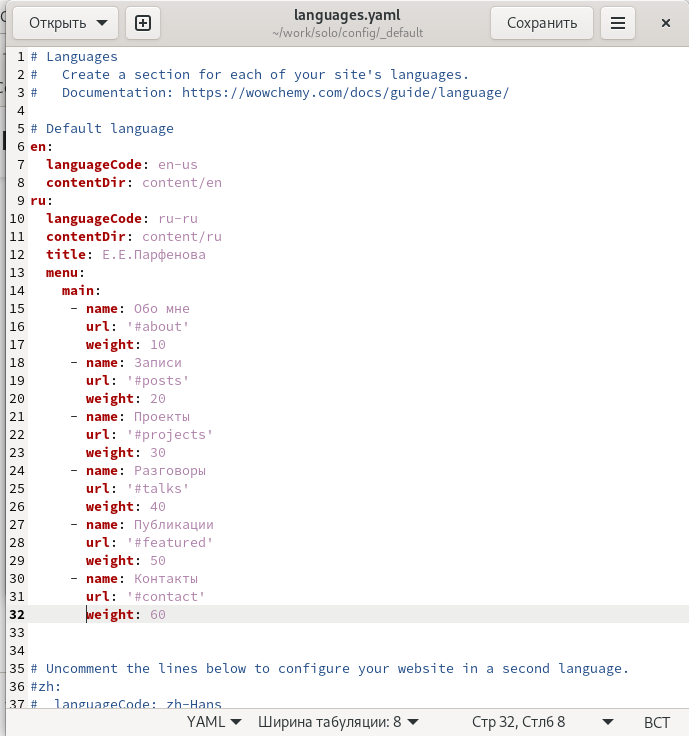 Открыть
languages.yaml
~/work/solo/config/_default
Сохранить
1 # Languages
2 #   Create a section for each of your site's languages.
3 #   Documentation: https://wowchemy.com/docs/guide/language/
4
5 # Default language
6 en:
7   languageCode: en-us
8   contentDir: content/en
9 ru:
10   languageCode: ru-ru
11   contentDir: content/ru
12   title: Е.Е.Парфенова
13   menu:
14     main:
15      - name: Обо мне
16        url: '#about'
17        weight: 10
18      - name: Записи
19        url: '#posts'
20        weight: 20
21      - name: Проекты
22        url: '#projects'
23        weight: 30
24      - name: Разговоры
25        url: '#talks'
26        weight: 40
27      - name: Публикации
28        url: '#featured'
29        weight: 50
30      - name: Контакты
31        url: '#contact'
32        weight: 60
33
34
35 # Uncomment the lines below to configure your website in a second language.
36 #zh:
37 #  languageCode: zh-Hans
YAML Ширина табуляции: 8 Стр 32, Стлб 8 ВСТ